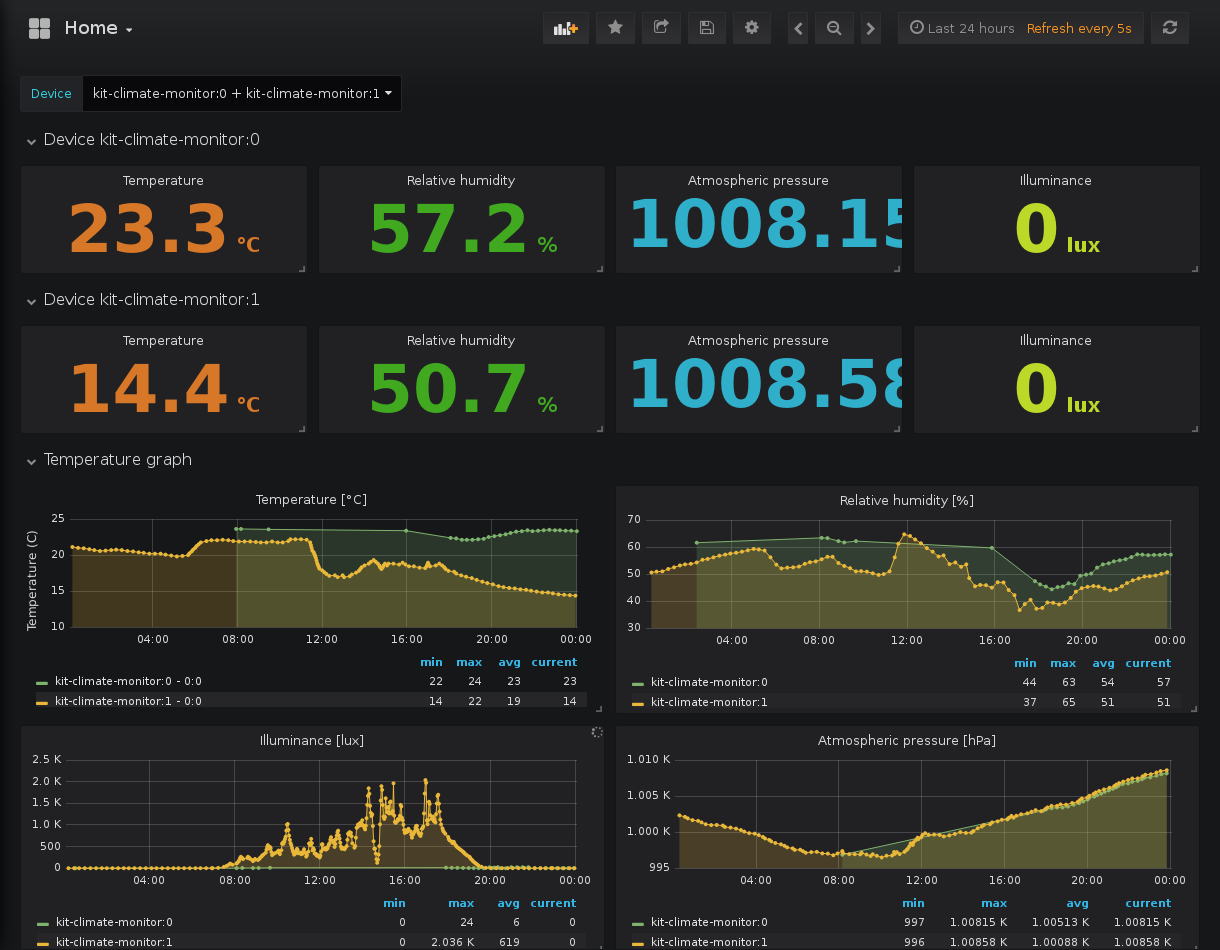 Home
Last 24 hours Refresh every 5s
Device kit-climate-monitor:0 + kit-climate-monitor:1
Device kit-climate-monitor:0
Temperature Relative humidity Atmospheric pressure Illuminance
23.3 °C 57.2 % 1008.15 0 lux
Device kit-climate-monitor:1
Temperature Relative humidity Atmospheric pressure Illuminance
14.4 °C 50.7 % 1008.58 0 lux
Temperature graph
Temperature [°C]
Temperature (C)
25
20
15
10
04:00 08:00 12:00 16:00 20:00 00:00
min max avg current
kit-climate-monitor:0 - 0:0 22 24 23 23
kit-climate-monitor:1 - 0:0 14 22 19 14
Relative humidity [%]
70
60
50
40
30
04:00 08:00 12:00 16:00 20:00 00:00
min max avg current
kit-climate-monitor:0 44 63 54 57
kit-climate-monitor:1 37 65 51 51
Illuminance [lux]
2.5 K
2.0 K
1.5 K
1.0 K
500
0
04:00 08:00 12:00 16:00 20:00 00:00
min max avg current
kit-climate-monitor:0 0 24 6 0
kit-climate-monitor:1 0 2.036 K 619 0
Atmospheric pressure [hPa]
1.010 K
1.005 K
1.000 K
995
04:00 08:00 12:00 16:00 20:00 00:00
min max avg current
kit-climate-monitor:0 997 1.00815 K 1.00513 K 1.00815 K
kit-climate-monitor:1 996 1.00858 K 1.00088 K 1.00858 K